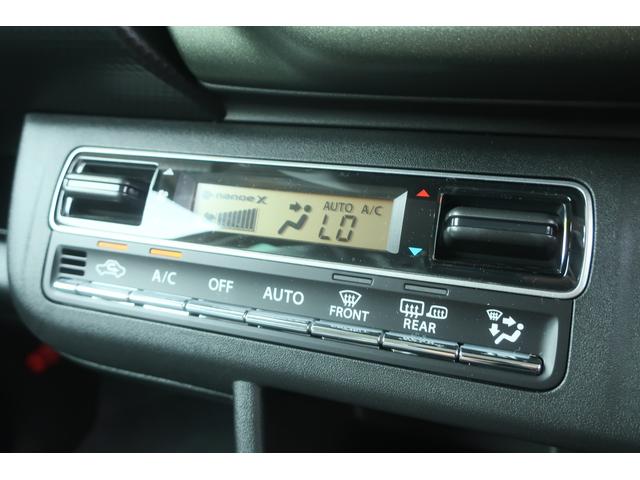 nanoeX
AUTO A/C
LO
A/C OFF AUTO FRONT REAR